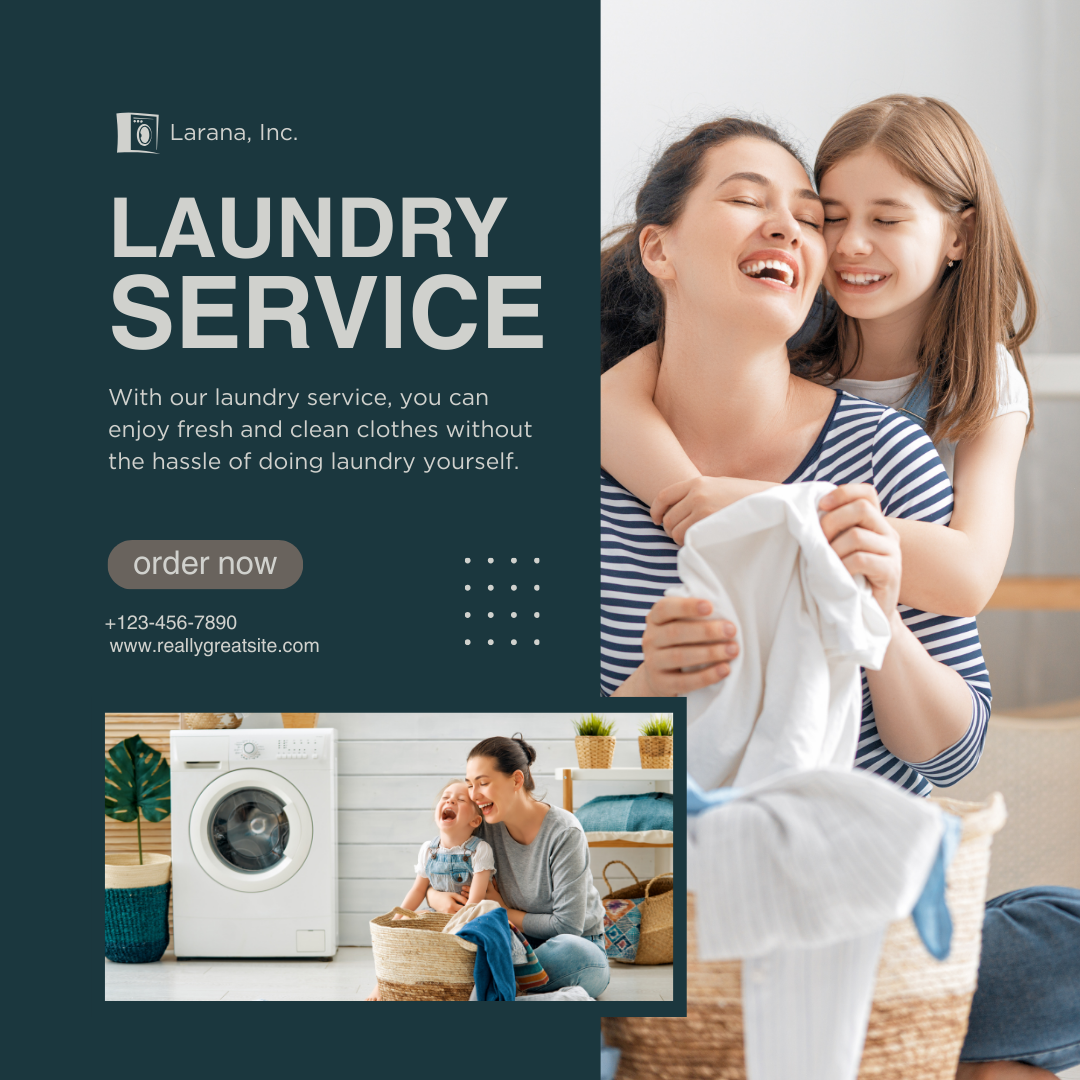 Larana, Inc.
LAUNDRY
SERVICE
With our laundry service, you can
enjoy fresh and clean clothes without
the hassle of doing laundry yourself.
order now
+123-456-7890
www.reallygreatsite.com